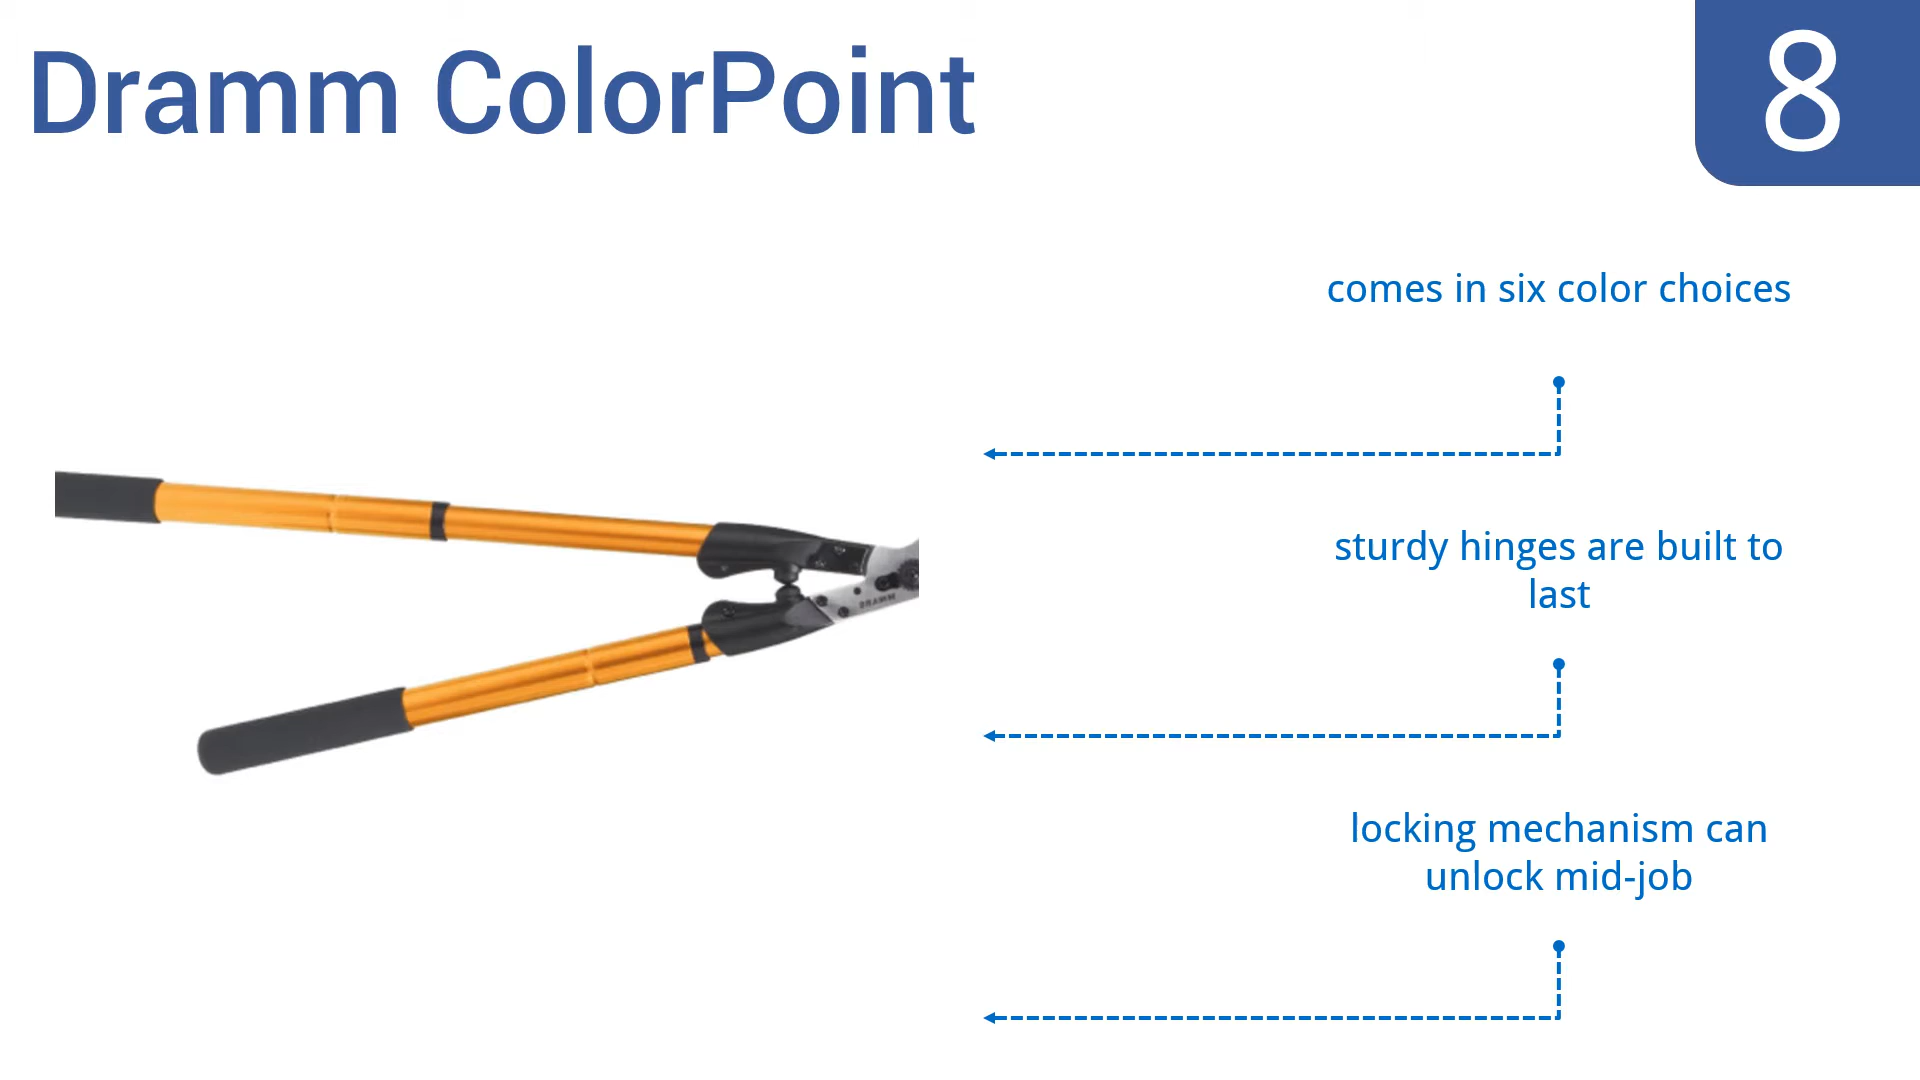 Dramm ColorPoint
8
comes in six color choices
sturdy hinges are built to
last
DRAMM
locking mechanism can
unlock mid-job